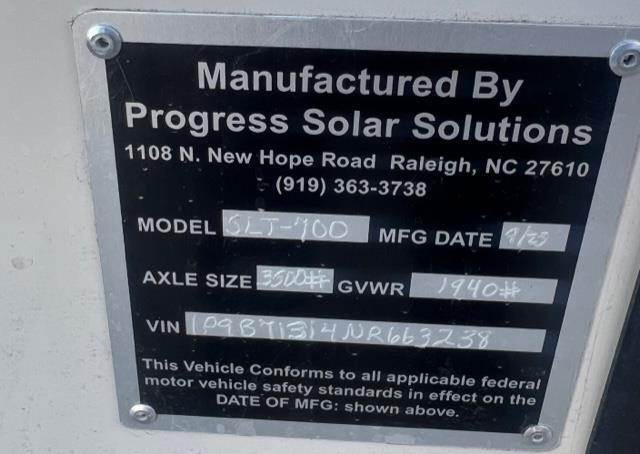 Manufactured By
Progress Solar Solutions
1108 N. New Hope Road Raleigh, NC 27610
(919) 363-3738
MODEL SLT-700 MFG DATE
AXLE SIZE 3500# GVWR 1940#
VIN
This Vehicle Conforms to all applicable federal
motor vehicle safety standards in effect on the
DATE OF MFG: shown above.